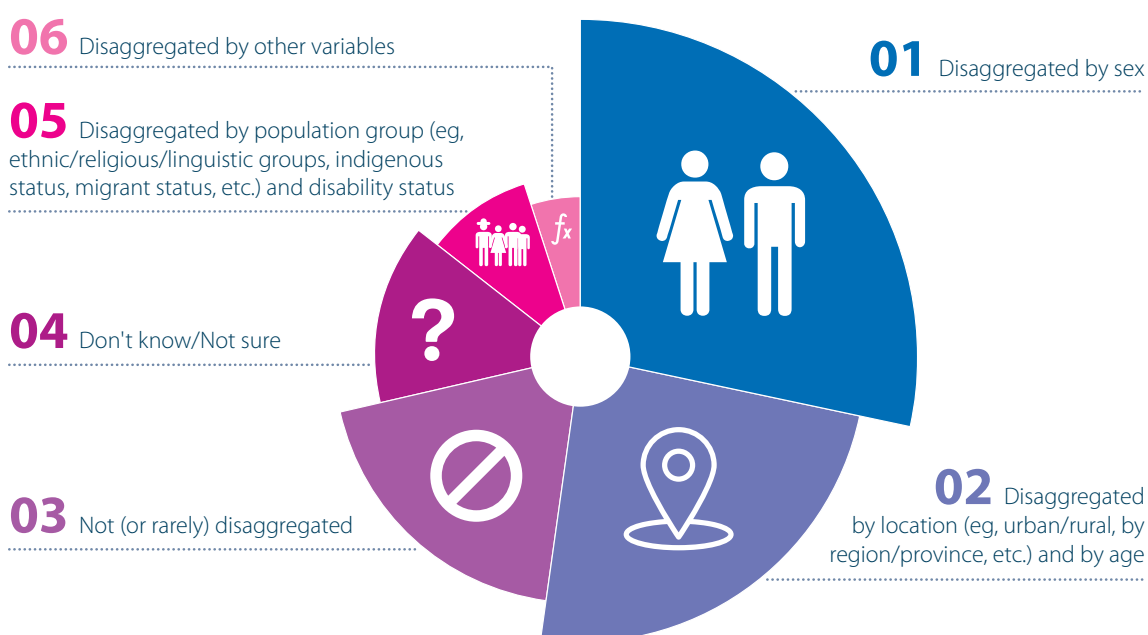 06 Disaggregated by other variables
05 Disaggregated by population group (eg,
ethnic/religious/linguistic groups, indigenous
status, migrant status, etc.) and disability status
04 Don't know/Not sure
03 Not (or rarely) disaggregated
01 Disaggregated by sex
02 Disaggregated
by location (eg, urban/rural, by
region/province, etc.) and by age
fx
?